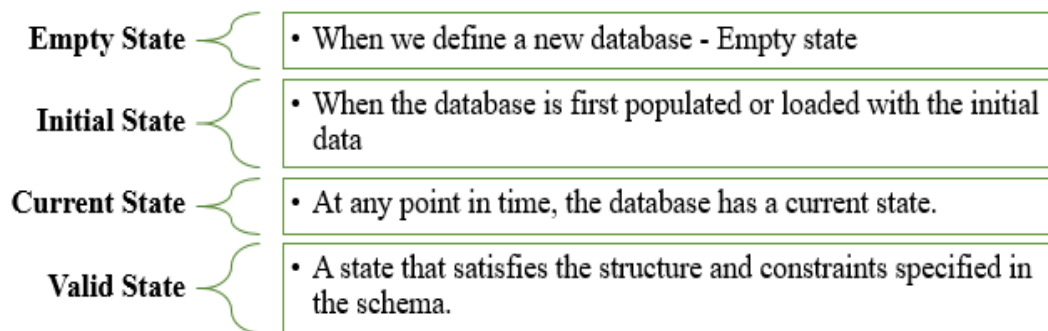 Empty State
• When we define a new database - Empty state
Initial State
• When the database is first populated or loaded with the initial
data
Current State
• At any point in time, the database has a current state.
Valid State
• A state that satisfies the structure and constraints specified in
the schema.